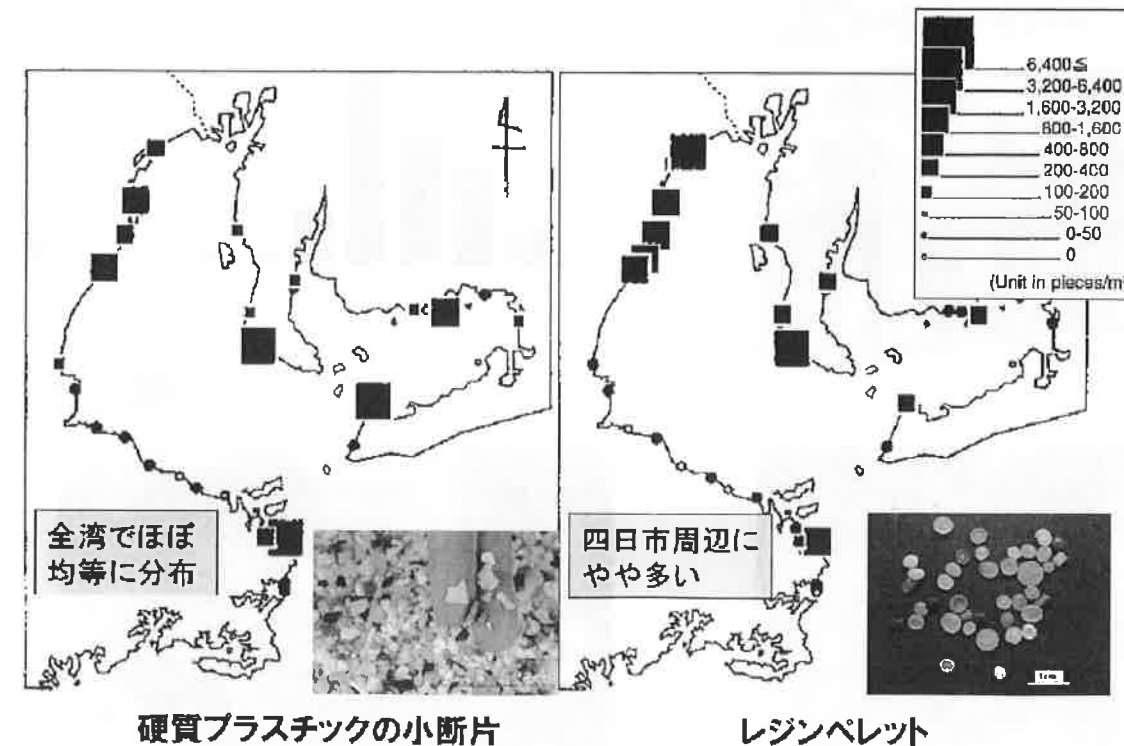 6,400≦
3,200-6,400
1,600-3,200
800-1,600
400-800
200-400
100-200
50-100
0-50
0
(Unit in pieces/m
全湾でほぼ
均等に分布
四日市周辺に
やや多い
硬質プラスチックの小断片
レジンペレット